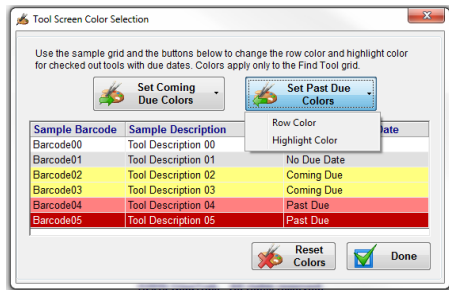 Tool Screen Color Selection
Use the sample grid and the buttons below to change the row color and highlight color
for checked out tools with due dates. Colors apply only to the Find Tool grid.
Set Coming
Due Colors
Set Past Due
Colors
Row Color
Highlight Color
Sample Barcode Sample Description Date
Barcode00 Tool Description 00
Barcode01 Tool Description 01 No Due Date
Barcode02 Tool Description 02 Coming Due
Barcode03 Tool Description 03 Coming Due
Barcode04 Tool Description 04 Past Due
Barcode05 Tool Description 05 Past Due
Reset
Colors
Done